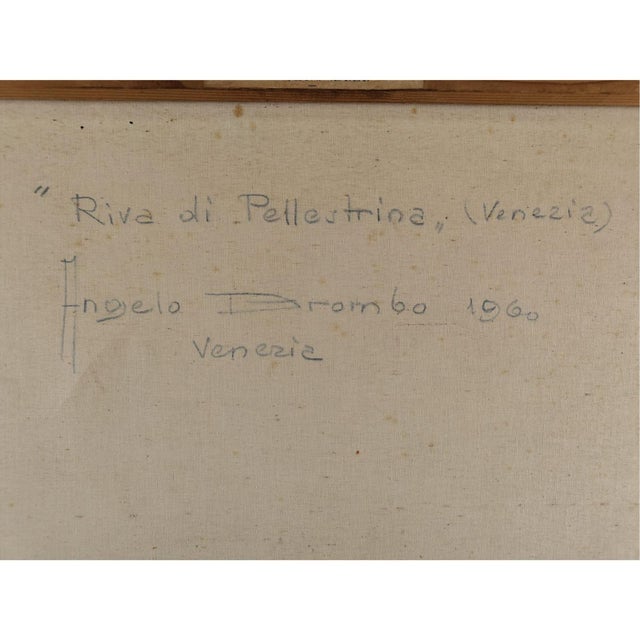 " Riva di Pellestrina „ (Venezia)
Angelo Brombo 1960
Venezia